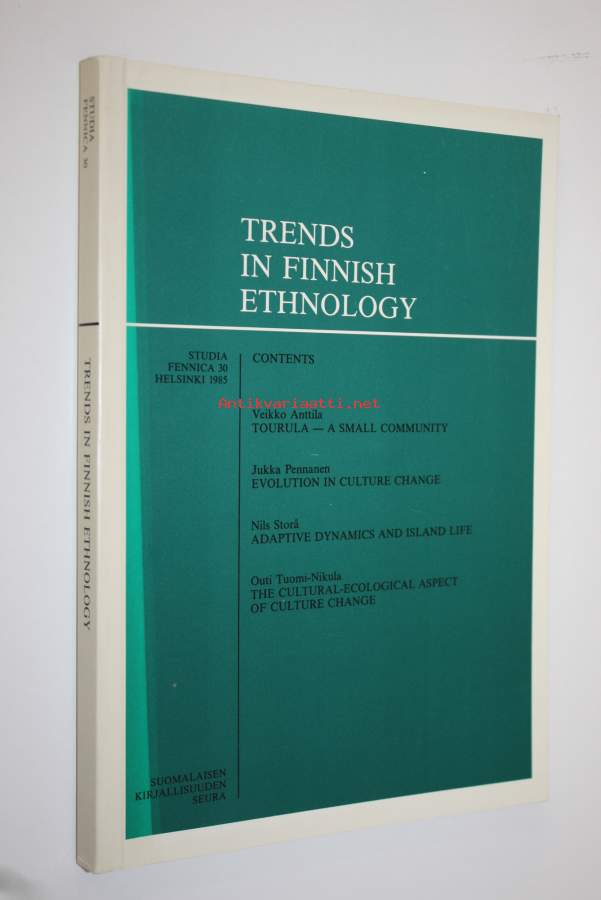 STUDIA
FENNICA 30
TRENDS IN FINNISH ETHNOLOGY
TRENDS
IN FINNISH
ETHNOLOGY
STUDIA
FENNICA 30
HELSINKI 1985
CONTENTS
Antikvariaatti.net
Veikko Anttila
TOURULA — A SMALL COMMUNITY
Jukka Pennanen
EVOLUTION IN CULTURE CHANGE
Nils Storå
ADAPTIVE DYNAMICS AND ISLAND LIFE
Outi Tuomi-Nikula
THE CULTURAL-ECOLOGICAL ASPECT
OF CULTURE CHANGE
SUOMALAISEN
KIRJALLISUUDEN
SEURA